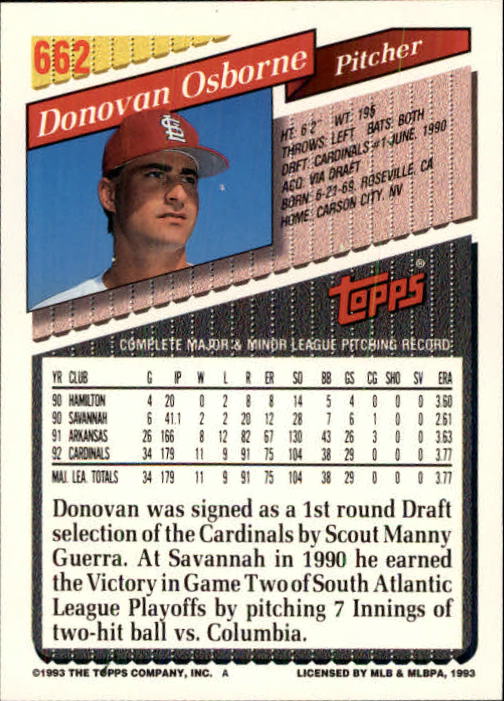 662
Donovan Osborne
Pitcher
HT: 6'2" WT: 195
THROWS: LEFT BATS: BOTH
DRFT: CARDINALS #1-JUNE, 1990
ACQ: VIA DRAFT
BORN: 6-21-69, ROSEVILLE, CA
HOME: CARSON CITY, NV
StL
Topps®
COMPLETE MAJOR & MINOR LEAGUE PITCHING RECORD
YR CLUB G IP W L R ER SO BB GS CG SHO SV ERA
90 HAMILTON 4 20 0 2 8 8 14 5 4 0 0 0 3.60
90 SAVANNAH 6 41.1 2 2 20 12 28 7 6 1 0 0 2.61
91 ARKANSAS 26 166 8 12 82 67 130 43 26 3 0 0 3.63
92 CARDINALS 34 179 11 9 91 75 104 38 29 0 0 0 3.77
MAJ. LEA. TOTALS 34 179 11 9 91 75 104 38 29 0 0 0 3.77
Donovan was signed as a 1st round Draft
selection of the Cardinals by Scout Manny
Guerra. At Savannah in 1990 he earned
the Victory in Game Two of South Atlantic
League Playoffs by pitching 7 Innings of
two-hit ball vs. Columbia.
©1993 THE TOPPS COMPANY, INC. A LICENSED BY MLB & MLBPA, 1993